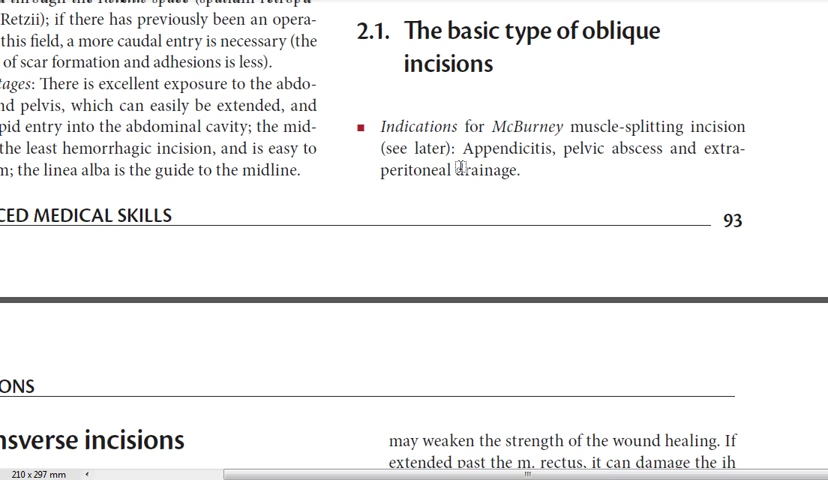 Retzii); if there has previously been an opera-
this field, a more caudal entry is necessary (the
of scar formation and adhesions is less).
tages: There is excellent exposure to the abdo-
nd pelvis, which can easily be extended, and
pid entry into the abdominal cavity; the mid-
the least hemorrhagic incision, and is easy to
m; the linea alba is the guide to the midline.
2.1. The basic type of oblique
incisions
Indications for McBurney muscle-splitting incision
(see later): Appendicitis, pelvic abscess and extra-
peritoneal drainage.
CED MEDICAL SKILLS
93
ONS
nsverse incisions
may weaken the strength of the wound healing. If
extended past the m. rectus, it can damage the ih
210 x 297 mm